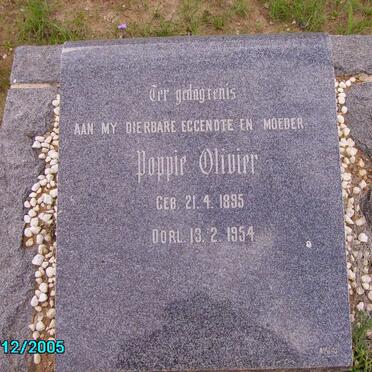 Ter gedagtenis
AAN MY DIERBARE EGGENOTE EN MOEDER
Poppie Olivier
GEB. 21. 4. 1895
OORL. 13. 2. 1954
12/2005